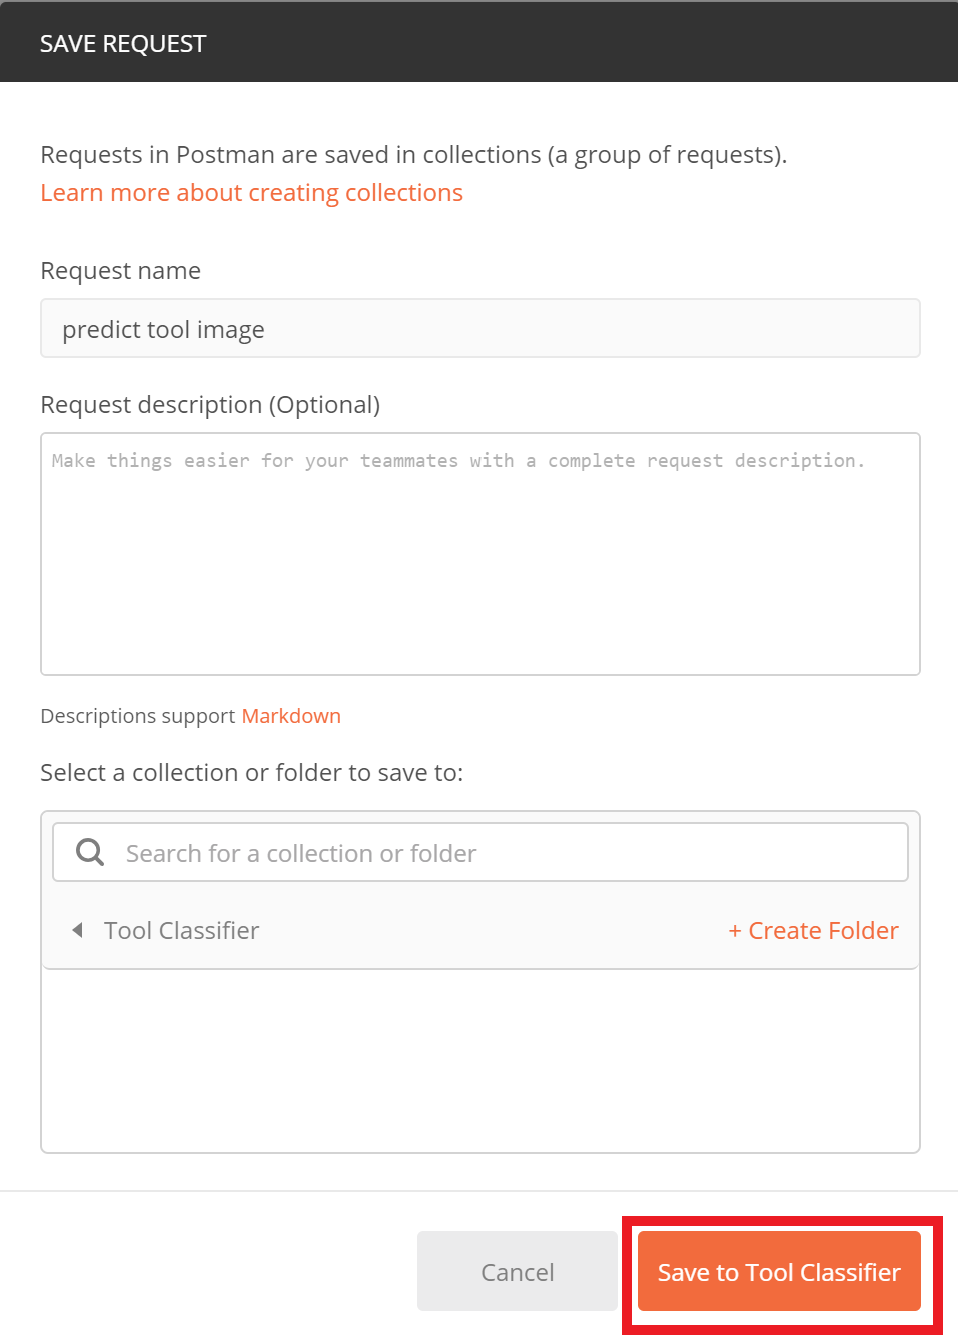 SAVE REQUEST
Requests in Postman are saved in collections (a group of requests).
Learn more about creating collections
Request name
predict tool image
Request description (Optional)
Make things easier for your teammates with a complete request description.
Descriptions support Markdown
Select a collection or folder to save to:
Search for a collection or folder
Tool Classifier + Create Folder
Cancel Save to Tool Classifier